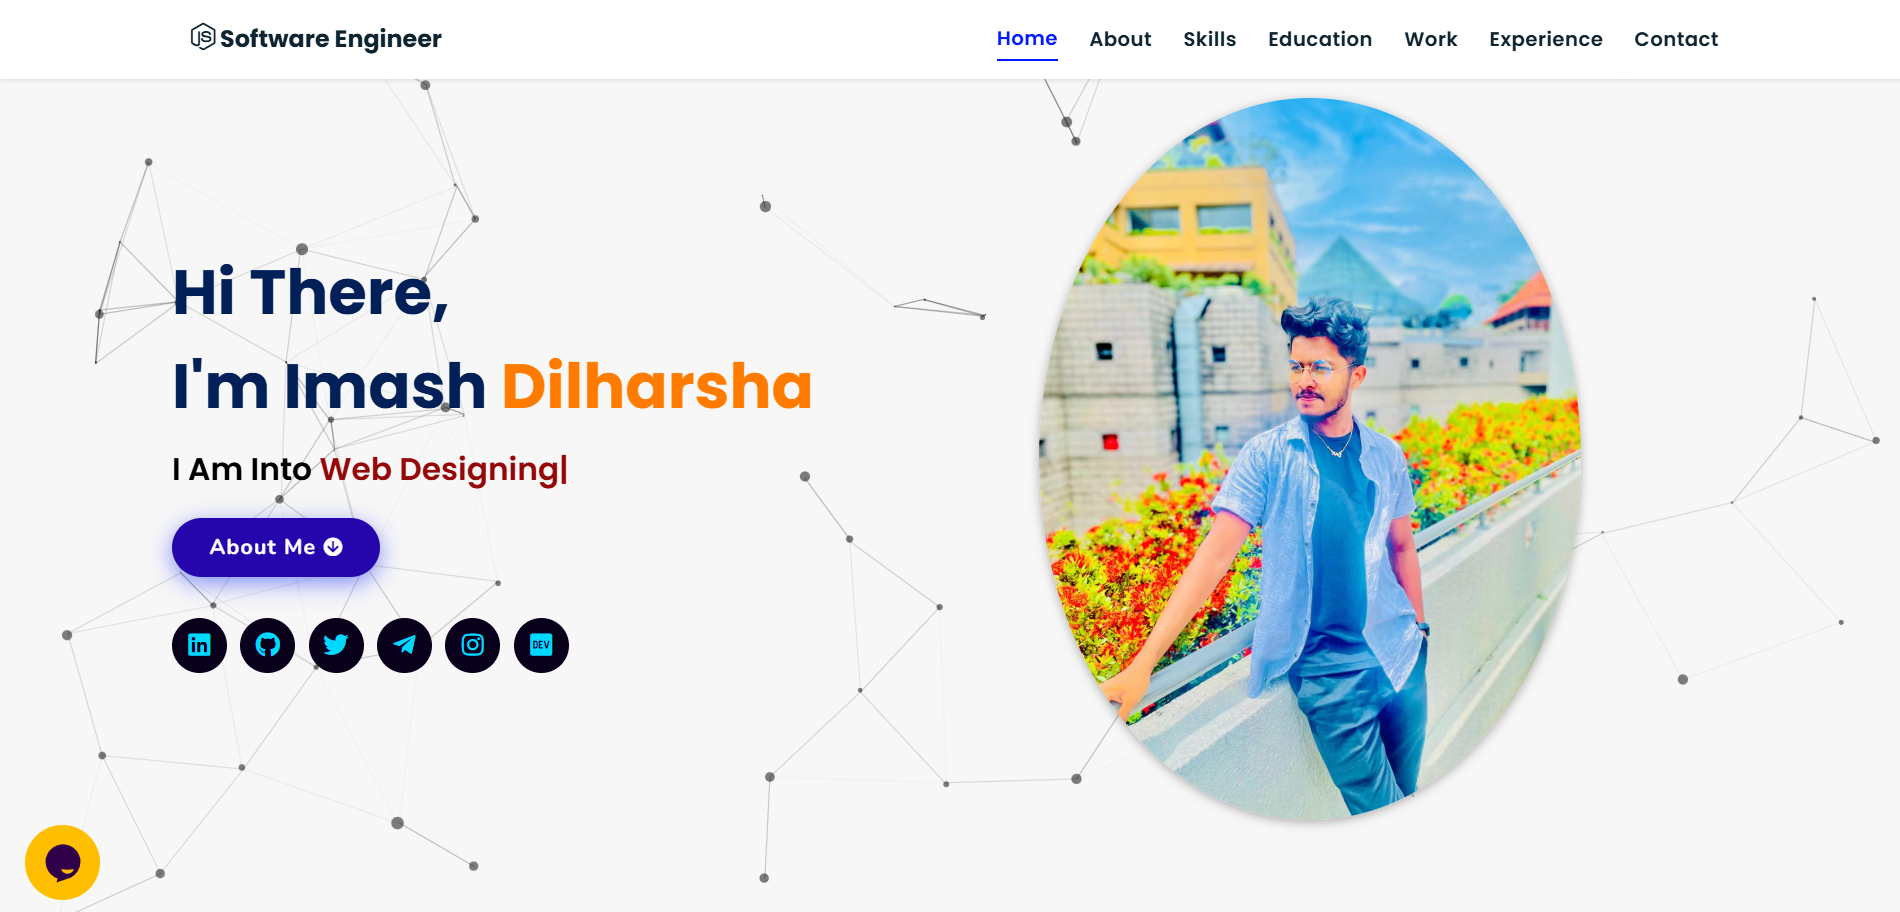 Software Engineer
Home About Skills Education Work Experience Contact
Hi There,
I'm Imash Dilharsha
I Am Into Web Designing|
About Me
in
DEV